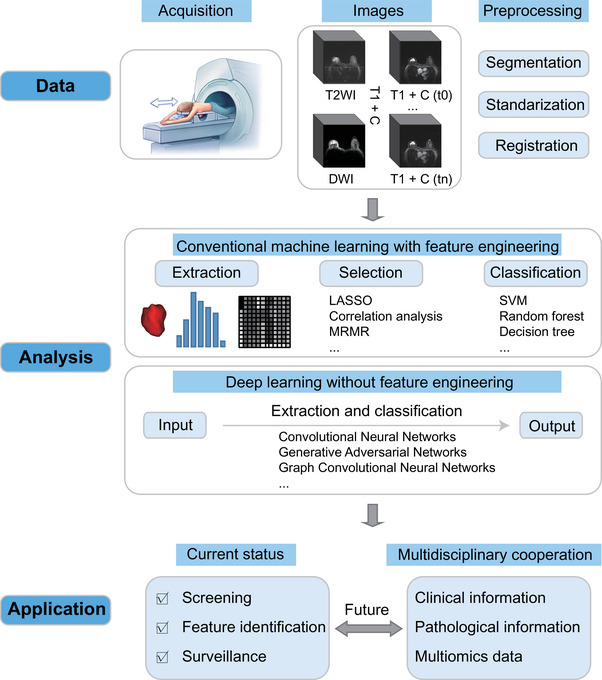 Acquisition
Images
Preprocessing
Data
T2WI
T1 + C
T1 + C (t0)
...
DWI
T1 + C (tn)
Segmentation
Standarization
Registration
Analysis
Conventional machine learning with feature engineering
Extraction
Selection
Classification
LASSO
Correlation analysis
MRMR
...
SVM
Random forest
Decision tree
...
Deep learning without feature engineering
Input
Extraction and classification
Output
Convolutional Neural Networks
Generative Adversarial Networks
Graph Convolutional Neural Networks
...
Application
Current status
Multidisciplinary cooperation
Screening
Feature identification
Surveillance
Future
Clinical information
Pathological information
Multiomics data